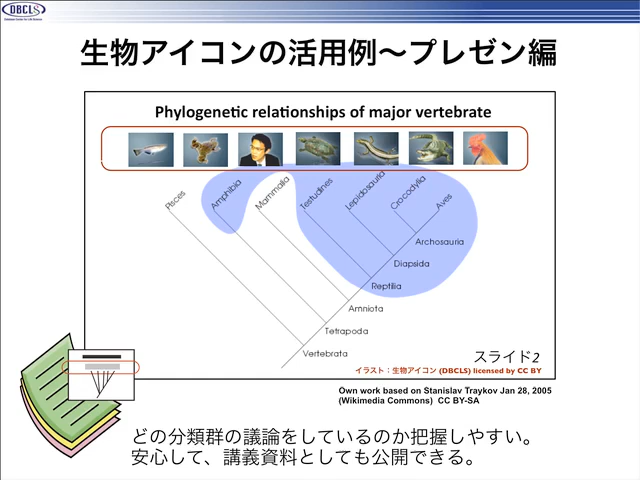 DBCLS
生物アイコンの活用例〜プレゼン編
Phylogenetic relationships of major vertebrate
Pisces
Amphibia
Mammalia
Testudines
Lepidosauria
Crocodylia
Aves
Archosauria
Diapsida
Reptilia
Amniota
Tetrapoda
Vertebrata
スライド2
イラスト：生物アイコン (DBCLS) licensed by CC BY
Own work based on Stanislav Traykov Jan 28, 2005
(Wikimedia Commons) CC BY-SA
どの分類群の議論をしているのか把握しやすい。
安心して、講義資料としても公開できる。